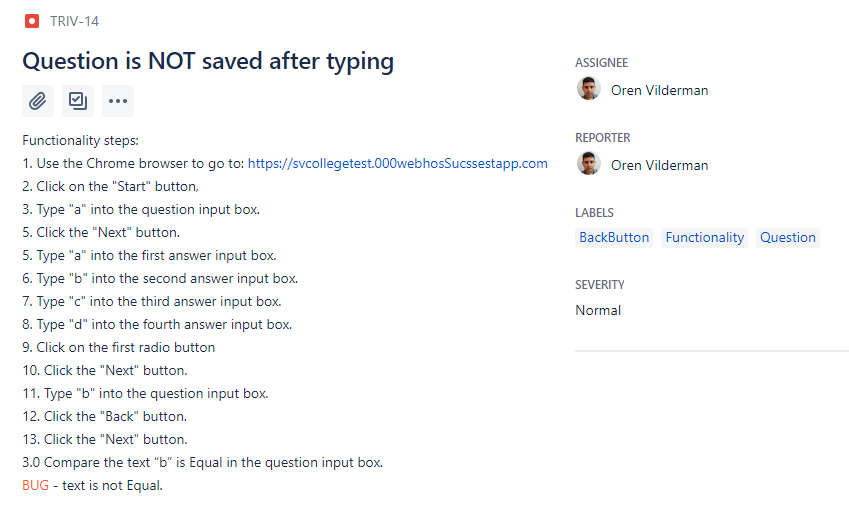 TRIV-14
Question is NOT saved after typing
Functionality steps:
1. Use the Chrome browser to go to: https://svcollegetest.000webhosSucssestapp.com
2. Click on the "Start" button,
3. Type "a" into the question input box.
5. Click the "Next" button.
5. Type "a" into the first answer input box.
6. Type "b" into the second answer input box.
7. Type "c" into the third answer input box.
8. Type "d" into the fourth answer input box.
9. Click on the first radio button
10. Click the "Next" button.
11. Type "b" into the question input box.
12. Click the "Back" button.
13. Click the "Next" button.
3.0 Compare the text “b” is Equal in the question input box.
BUG - text is not Equal.
ASSIGNEE
Oren Vilderman
REPORTER
Oren Vilderman
LABELS
BackButton Functionality Question
SEVERITY
Normal